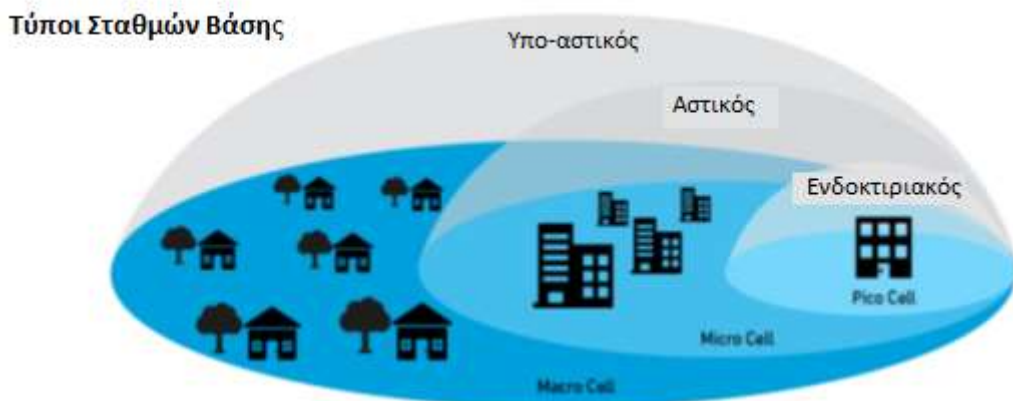 Τύποι Σταθμών Βάσης
Υπο-αστικός
Αστικός
Ενδοκτιριακός
Pico Cell
Micro Cell
Macro Cell